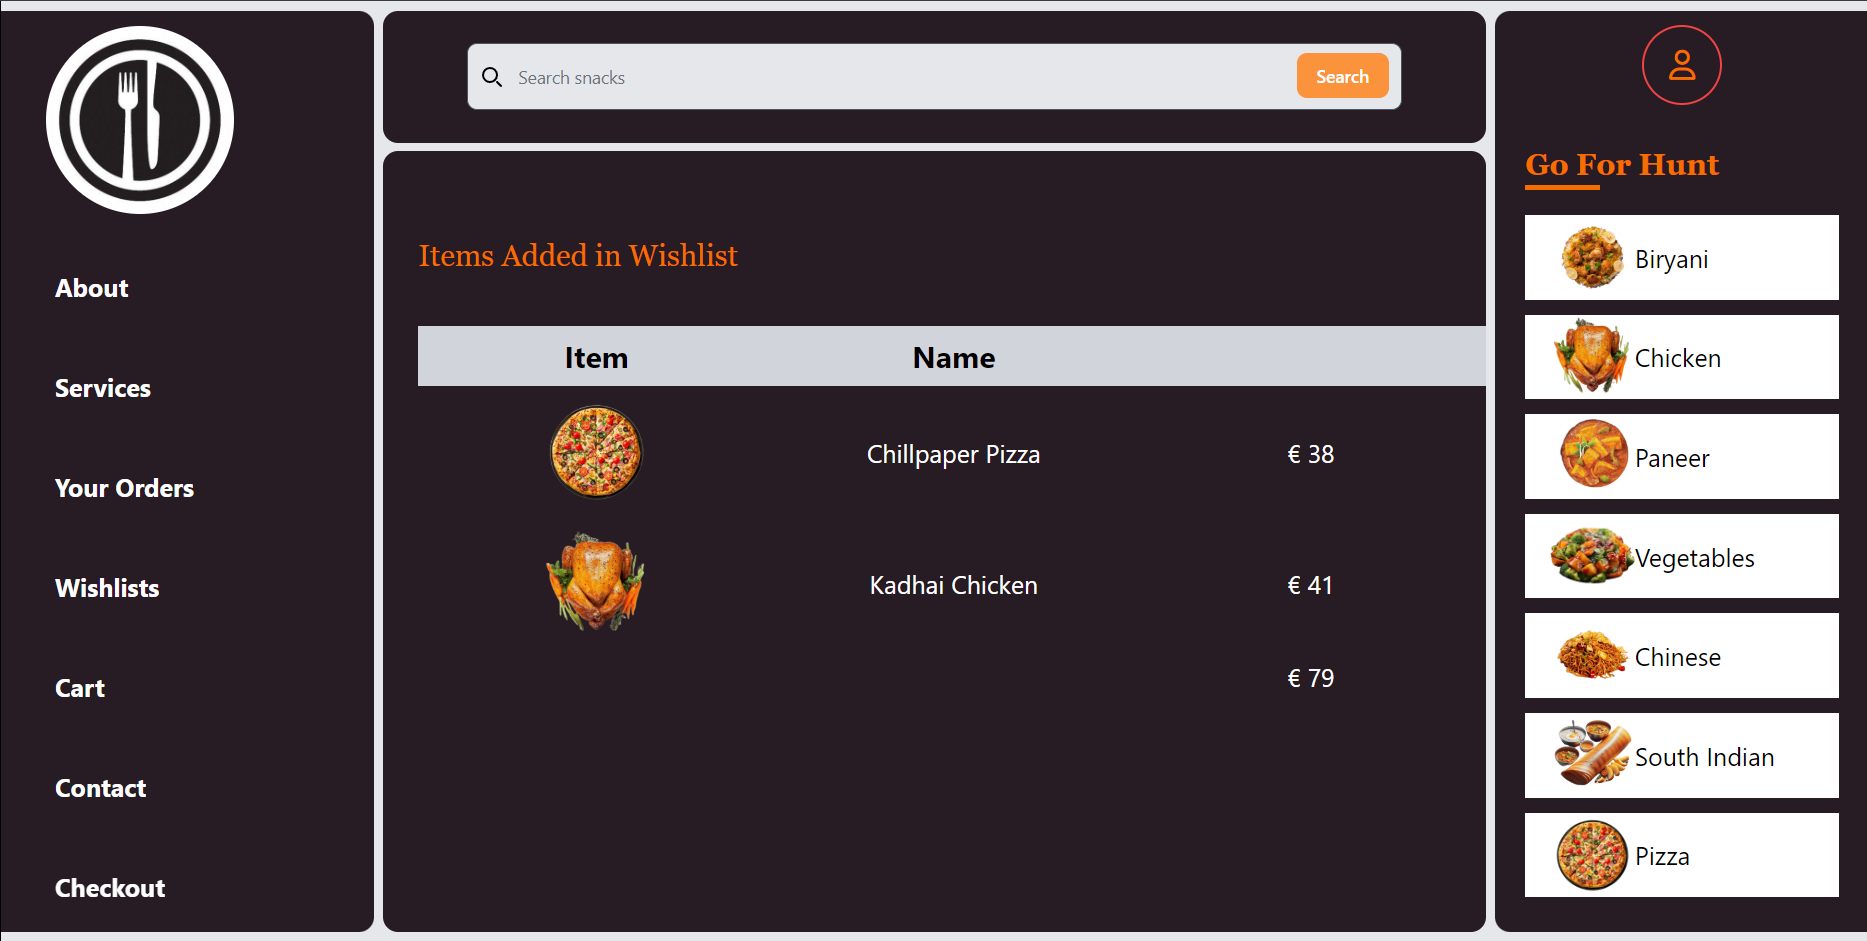 About
Services
Your Orders
Wishlists
Cart
Contact
Checkout
Search snacks
Search
Items Added in Wishlist
Item Name
Chillpaper Pizza € 38
Kadhai Chicken € 41
€ 79
Go For Hunt
Biryani
Chicken
Paneer
Vegetables
Chinese
South Indian
Pizza